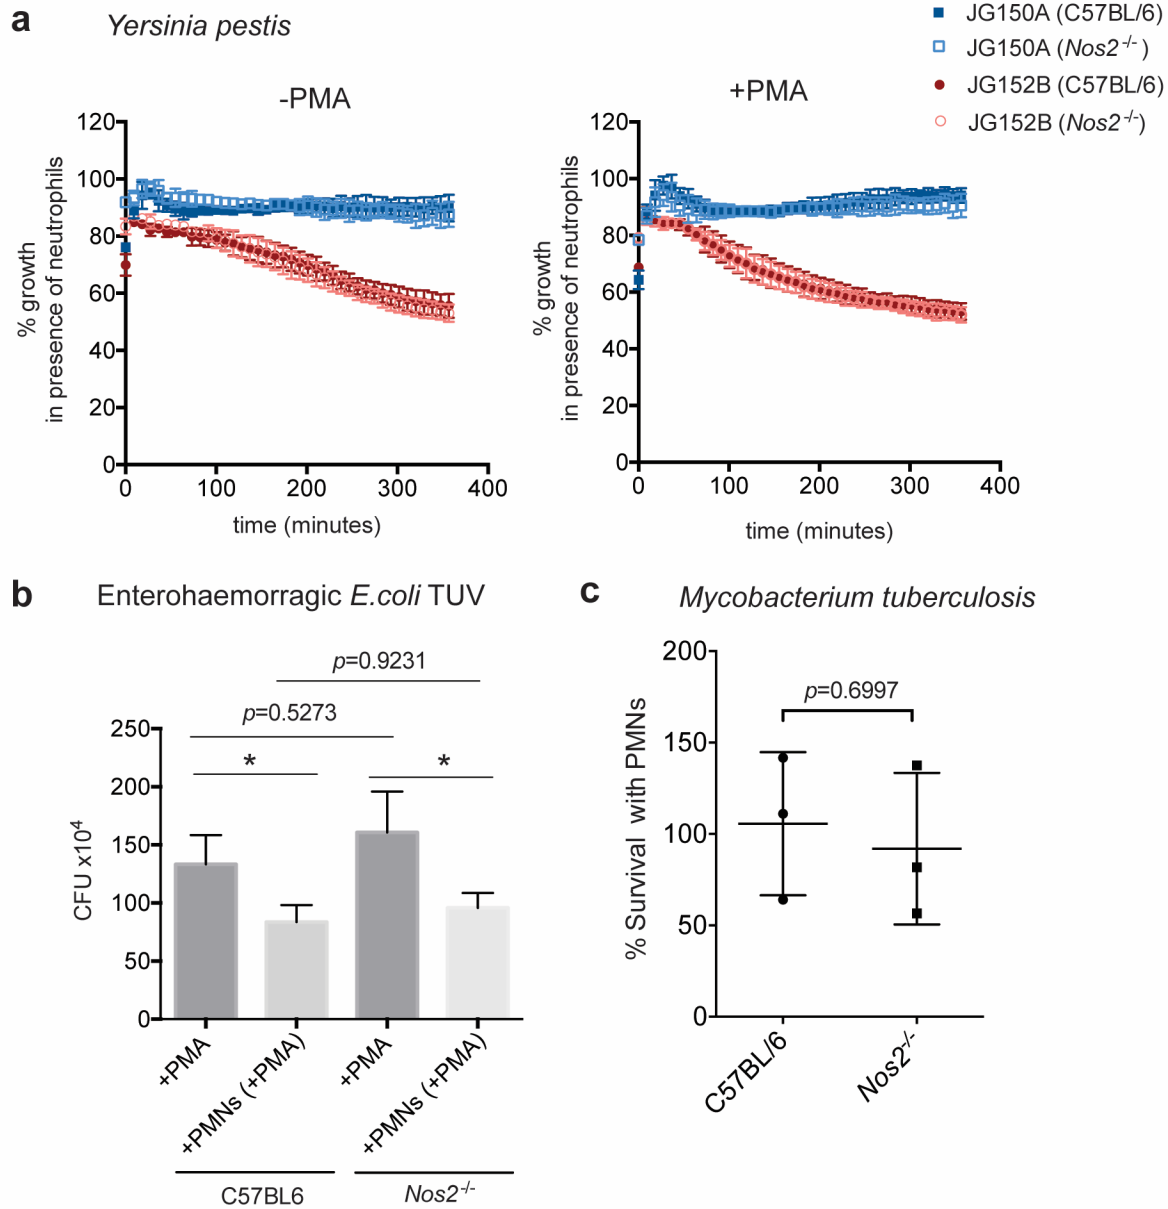 a
Yersinia pestis
JG150A (C57BL/6)
JG150A (Nos2-/-)
JG152B (C57BL/6)
JG152B (Nos2-/-)
-PMA
% growth
in presence of neutrophils
120
100
80
60
40
20
0
0 100 200 300 400
time (minutes)
+PMA
% growth
in presence of neutrophils
120
100
80
60
40
20
0
0 100 200 300 400
time (minutes)
b
Enterohaemorragic E.coli TUV
p=0.9231
p=0.5273
* *
CFU x10⁴
250
200
150
100
50
0
+PMA
+PMNs (+PMA)
+PMA
+PMNs (+PMA)
C57BL6
Nos2-/-
c
Mycobacterium tuberculosis
p=0.6997
% Survival with PMNs
200
150
100
50
0
C57BL/6
Nos2-/-